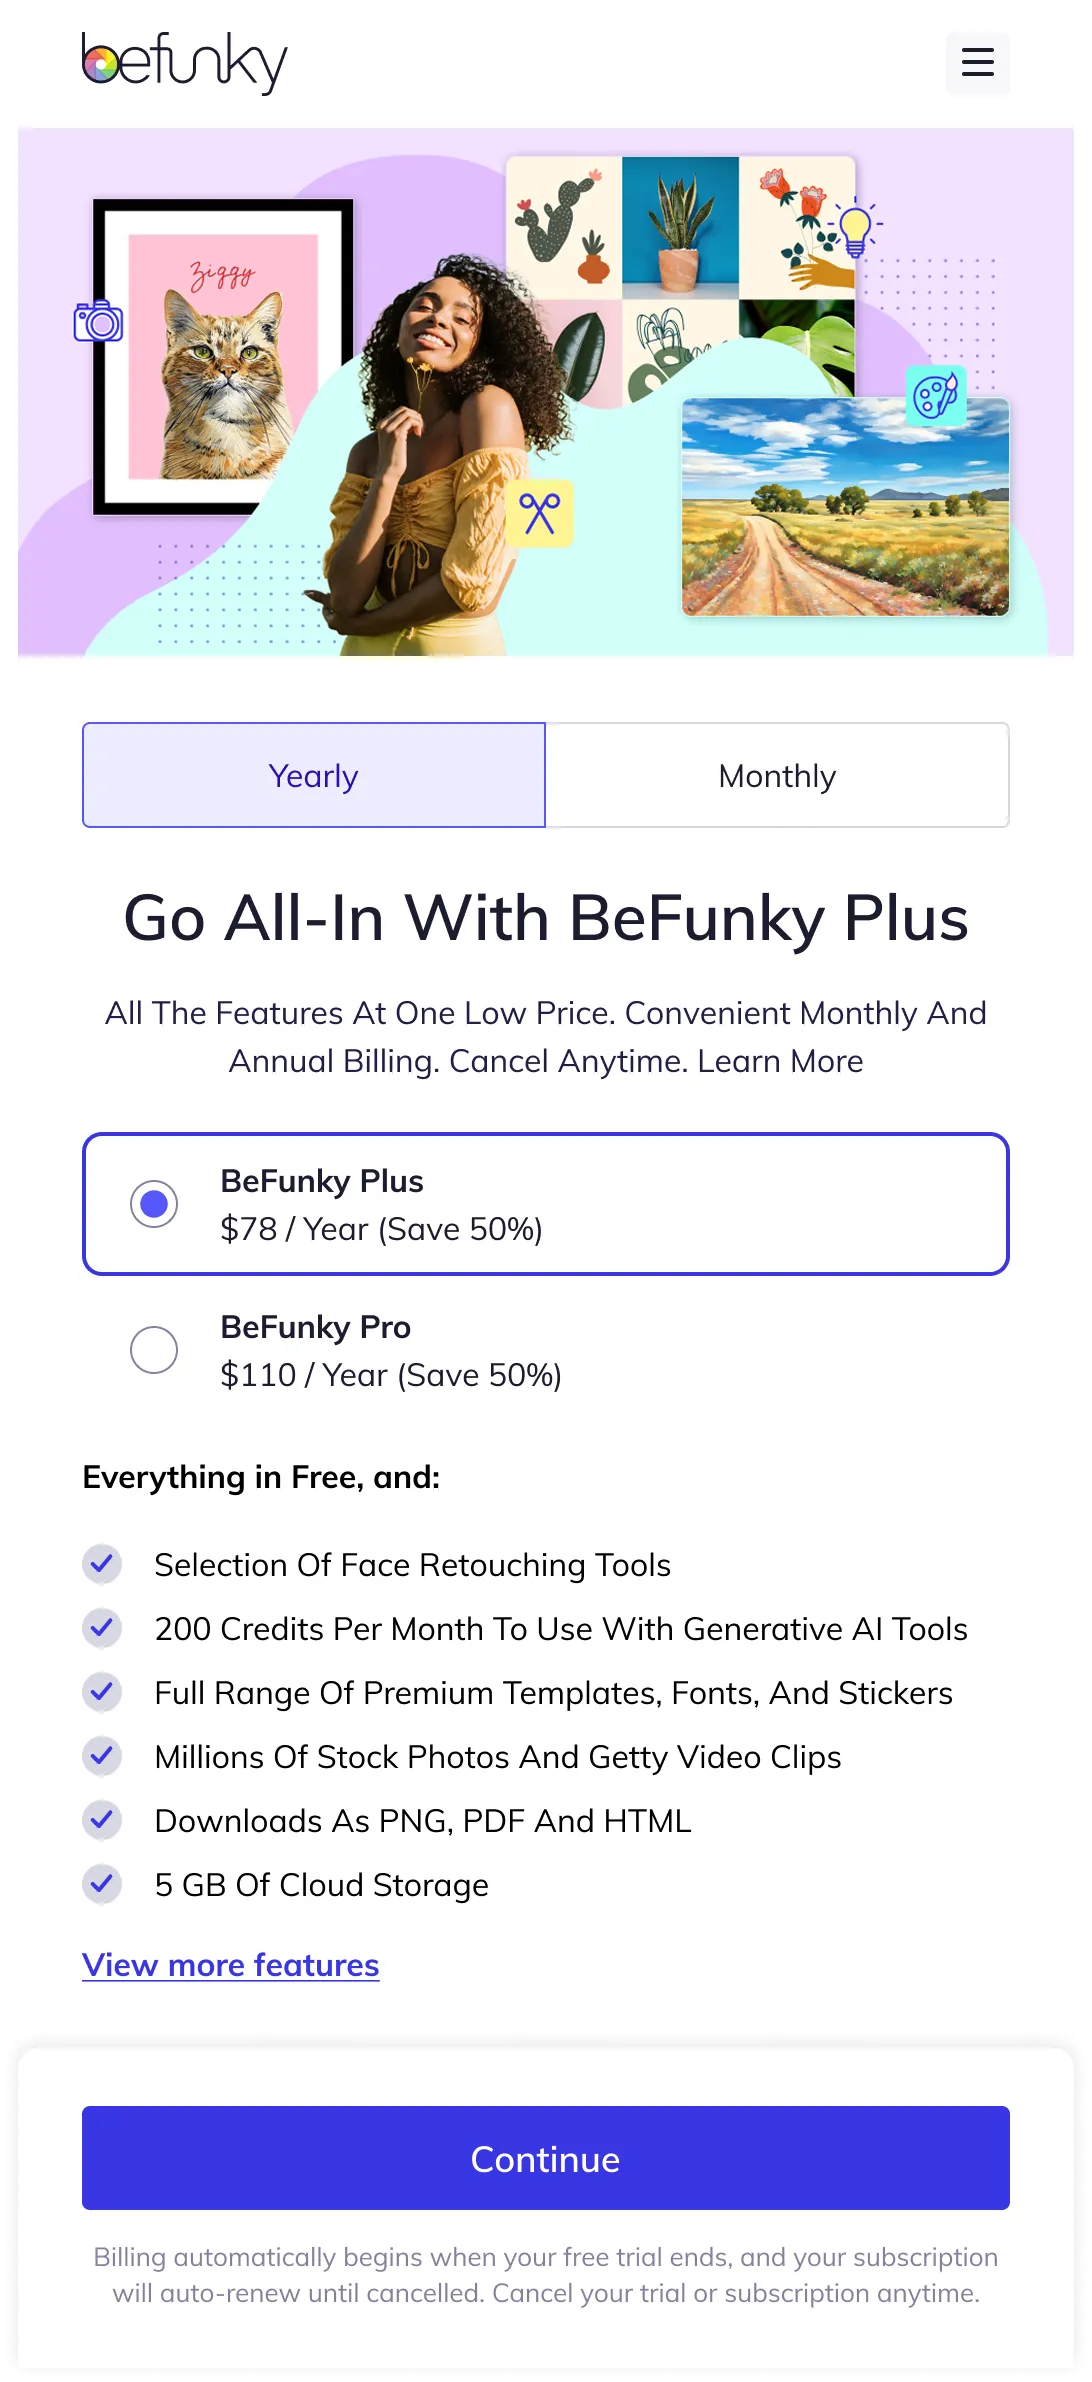 befunky
Ziggy
Yearly
Monthly
Go All-In With BeFunky Plus
All The Features At One Low Price. Convenient Monthly And
Annual Billing. Cancel Anytime. Learn More
BeFunky Plus
$78 / Year (Save 50%)
BeFunky Pro
$110 / Year (Save 50%)
Everything in Free, and:
Selection Of Face Retouching Tools
200 Credits Per Month To Use With Generative AI Tools
Full Range Of Premium Templates, Fonts, And Stickers
Millions Of Stock Photos And Getty Video Clips
Downloads As PNG, PDF And HTML
5 GB Of Cloud Storage
View more features
Continue
Billing automatically begins when your free trial ends, and your subscription
will auto-renew until cancelled. Cancel your trial or subscription anytime.